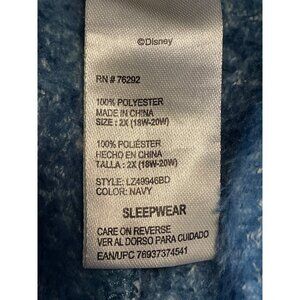 ©Disney
RN # 76292
100% POLYESTER
MADE IN CHINA
SIZE : 2X (18W-20W)
100% POLIÉSTER
HECHO EN CHINA
TALLA : 2X (18W-20W)
STYLE: LZ49946BD
COLOR: NAVY
SLEEPWEAR
CARE ON REVERSE
VER AL DORSO PARA CUIDADO
EAN/UPC 76937374541